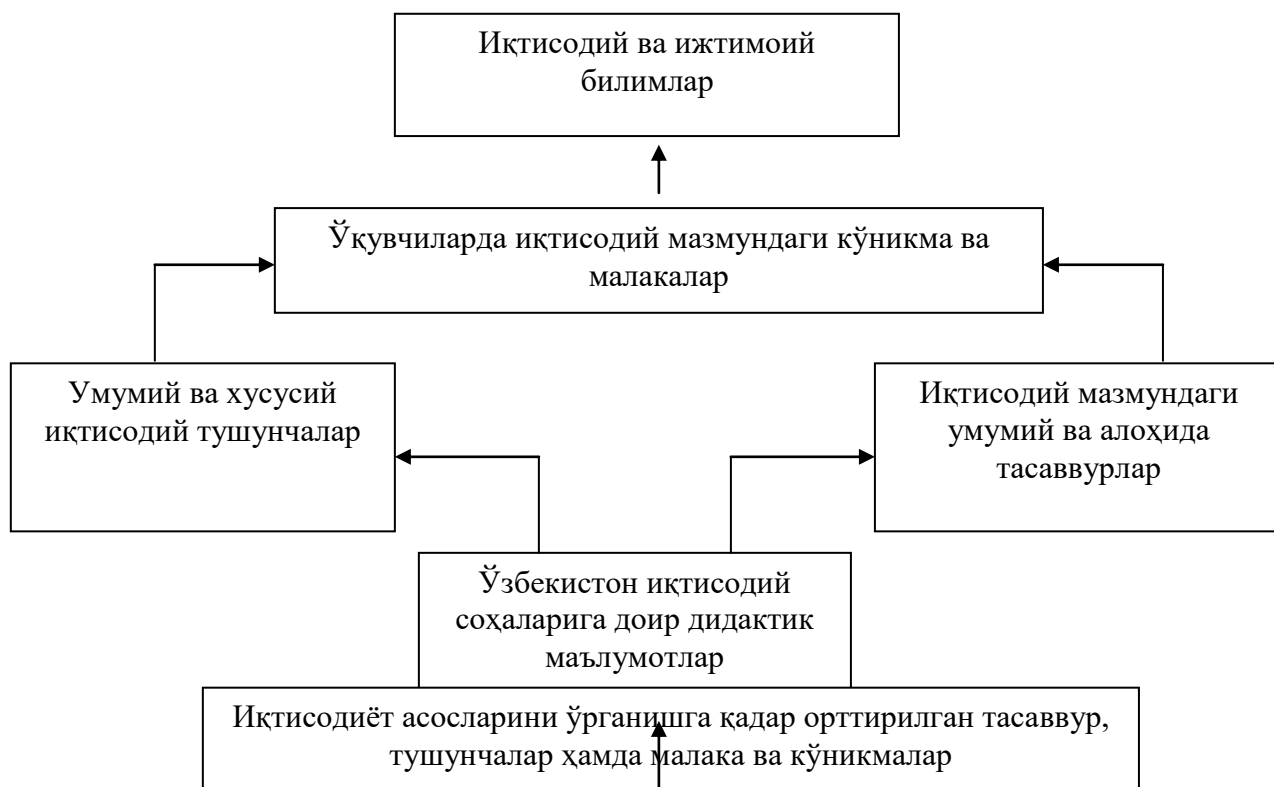 Иқтисодий ва ижтимоий
билимлар
Ўқувчиларда иқтисодий мазмундаги кўникма ва
малакалар
Умумий ва хусусий
иқтисодий тушунчалар
Иқтисодий мазмундаги
умумий ва алоҳида
тасаввурлар
Ўзбекистон иқтисодий
соҳаларига доир дидактик
маълумотлар
Иқтисодиёт асосларини ўрганишга қадар орттирилган тасаввур,
тушунчалар ҳамда малака ва кўникмалар